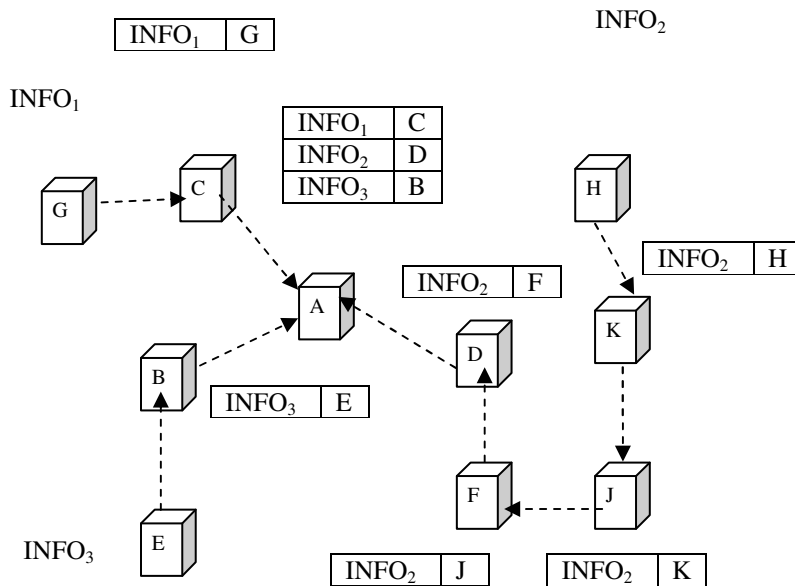 INFO₂
INFO₁ G
INFO₁
INFO₁ C
INFO₂ D
INFO₃ B
G
C
H
INFO₂ H
INFO₂ F
A
K
B
D
INFO₃ E
E
F
J
INFO₃
INFO₂ J
INFO₂ K